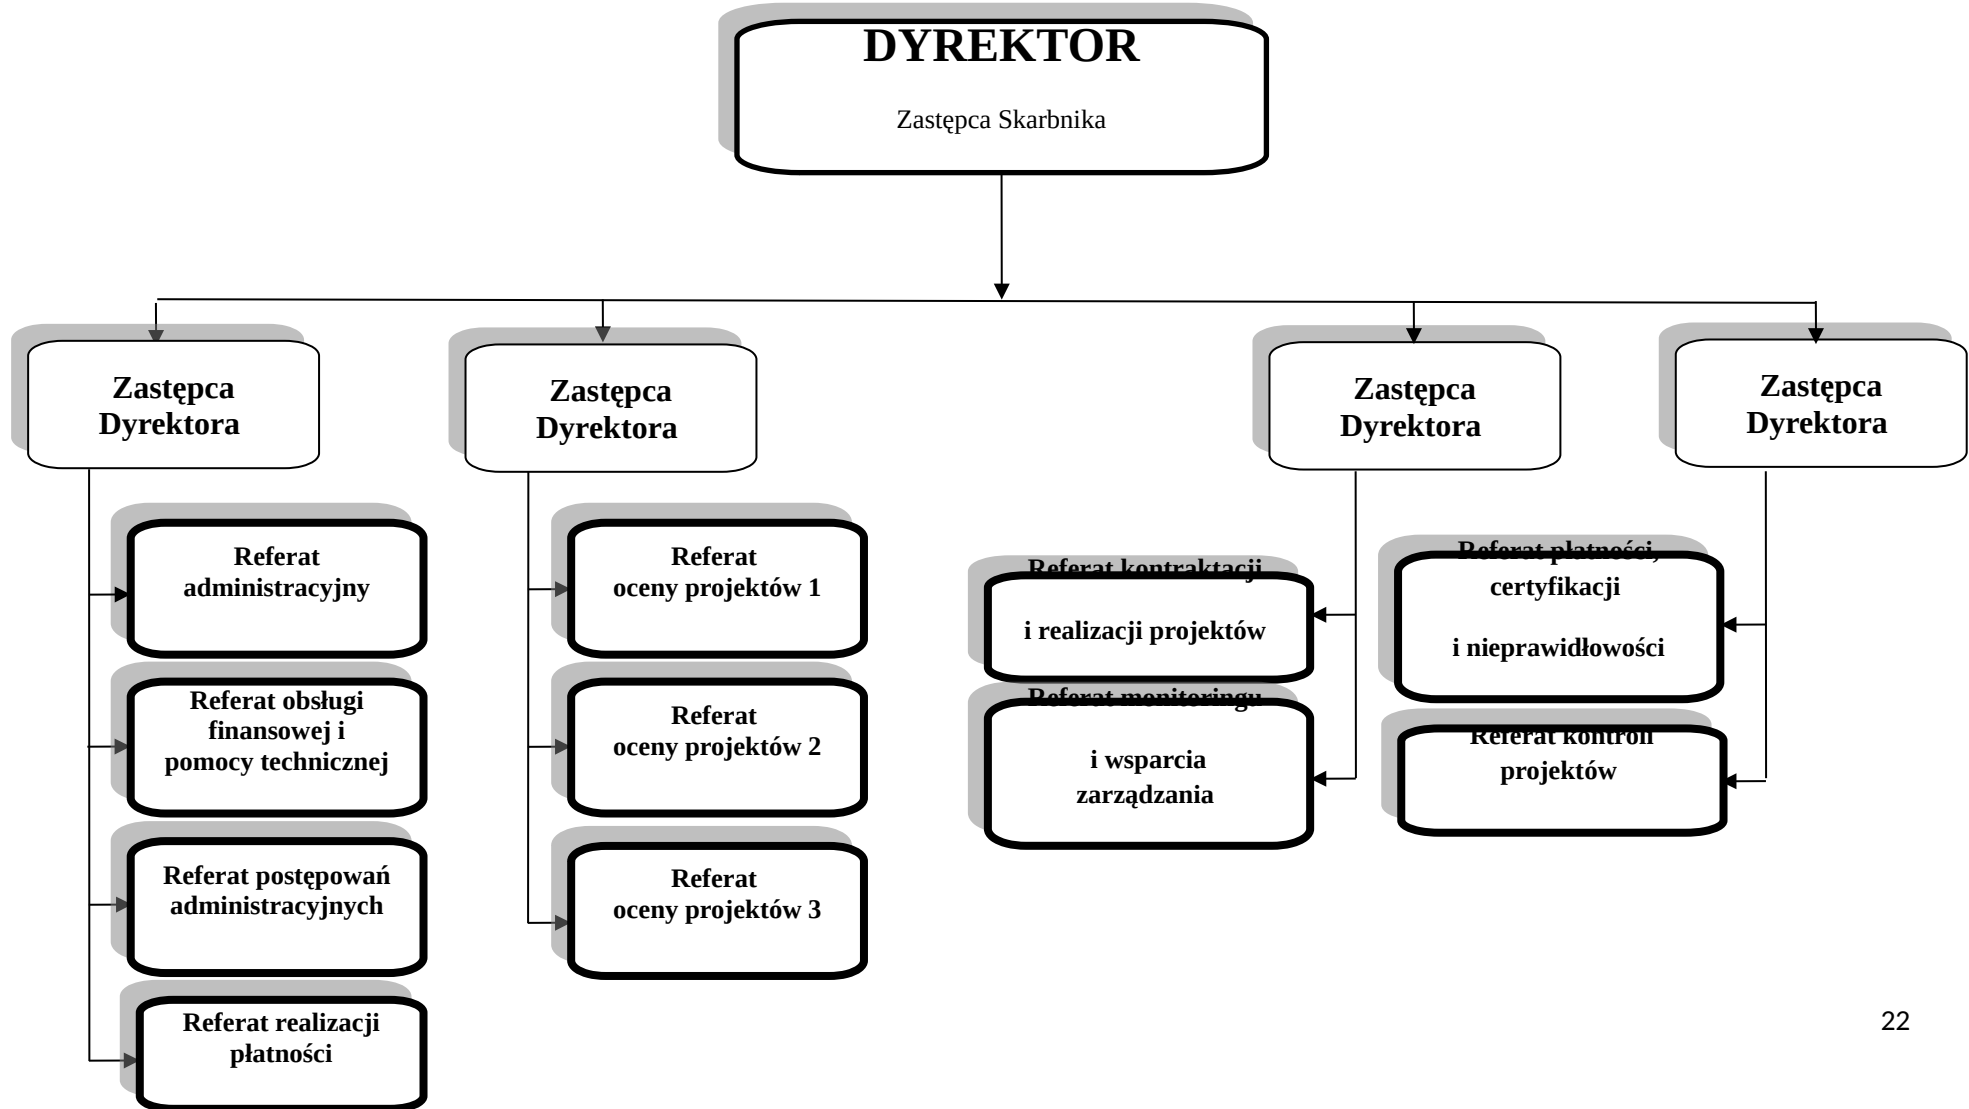 DYREKTOR
Zastępca Skarbnika
Zastępca
Dyrektora
Zastępca
Dyrektora
Zastępca
Dyrektora
Zastępca
Dyrektora
Referat
administracyjny
Referat obsługi
finansowej i
pomocy technicznej
Referat postępowań
administracyjnych
Referat realizacji
płatności
Referat
oceny projektów 1
Referat
oceny projektów 2
Referat
oceny projektów 3
Referat kontraktacji
i realizacji projektów
Referat monitoringu
i wsparcia
zarządzania
Referat płatności,
certyfikacji
i nieprawidłowości
Referat kontroli
projektów
22